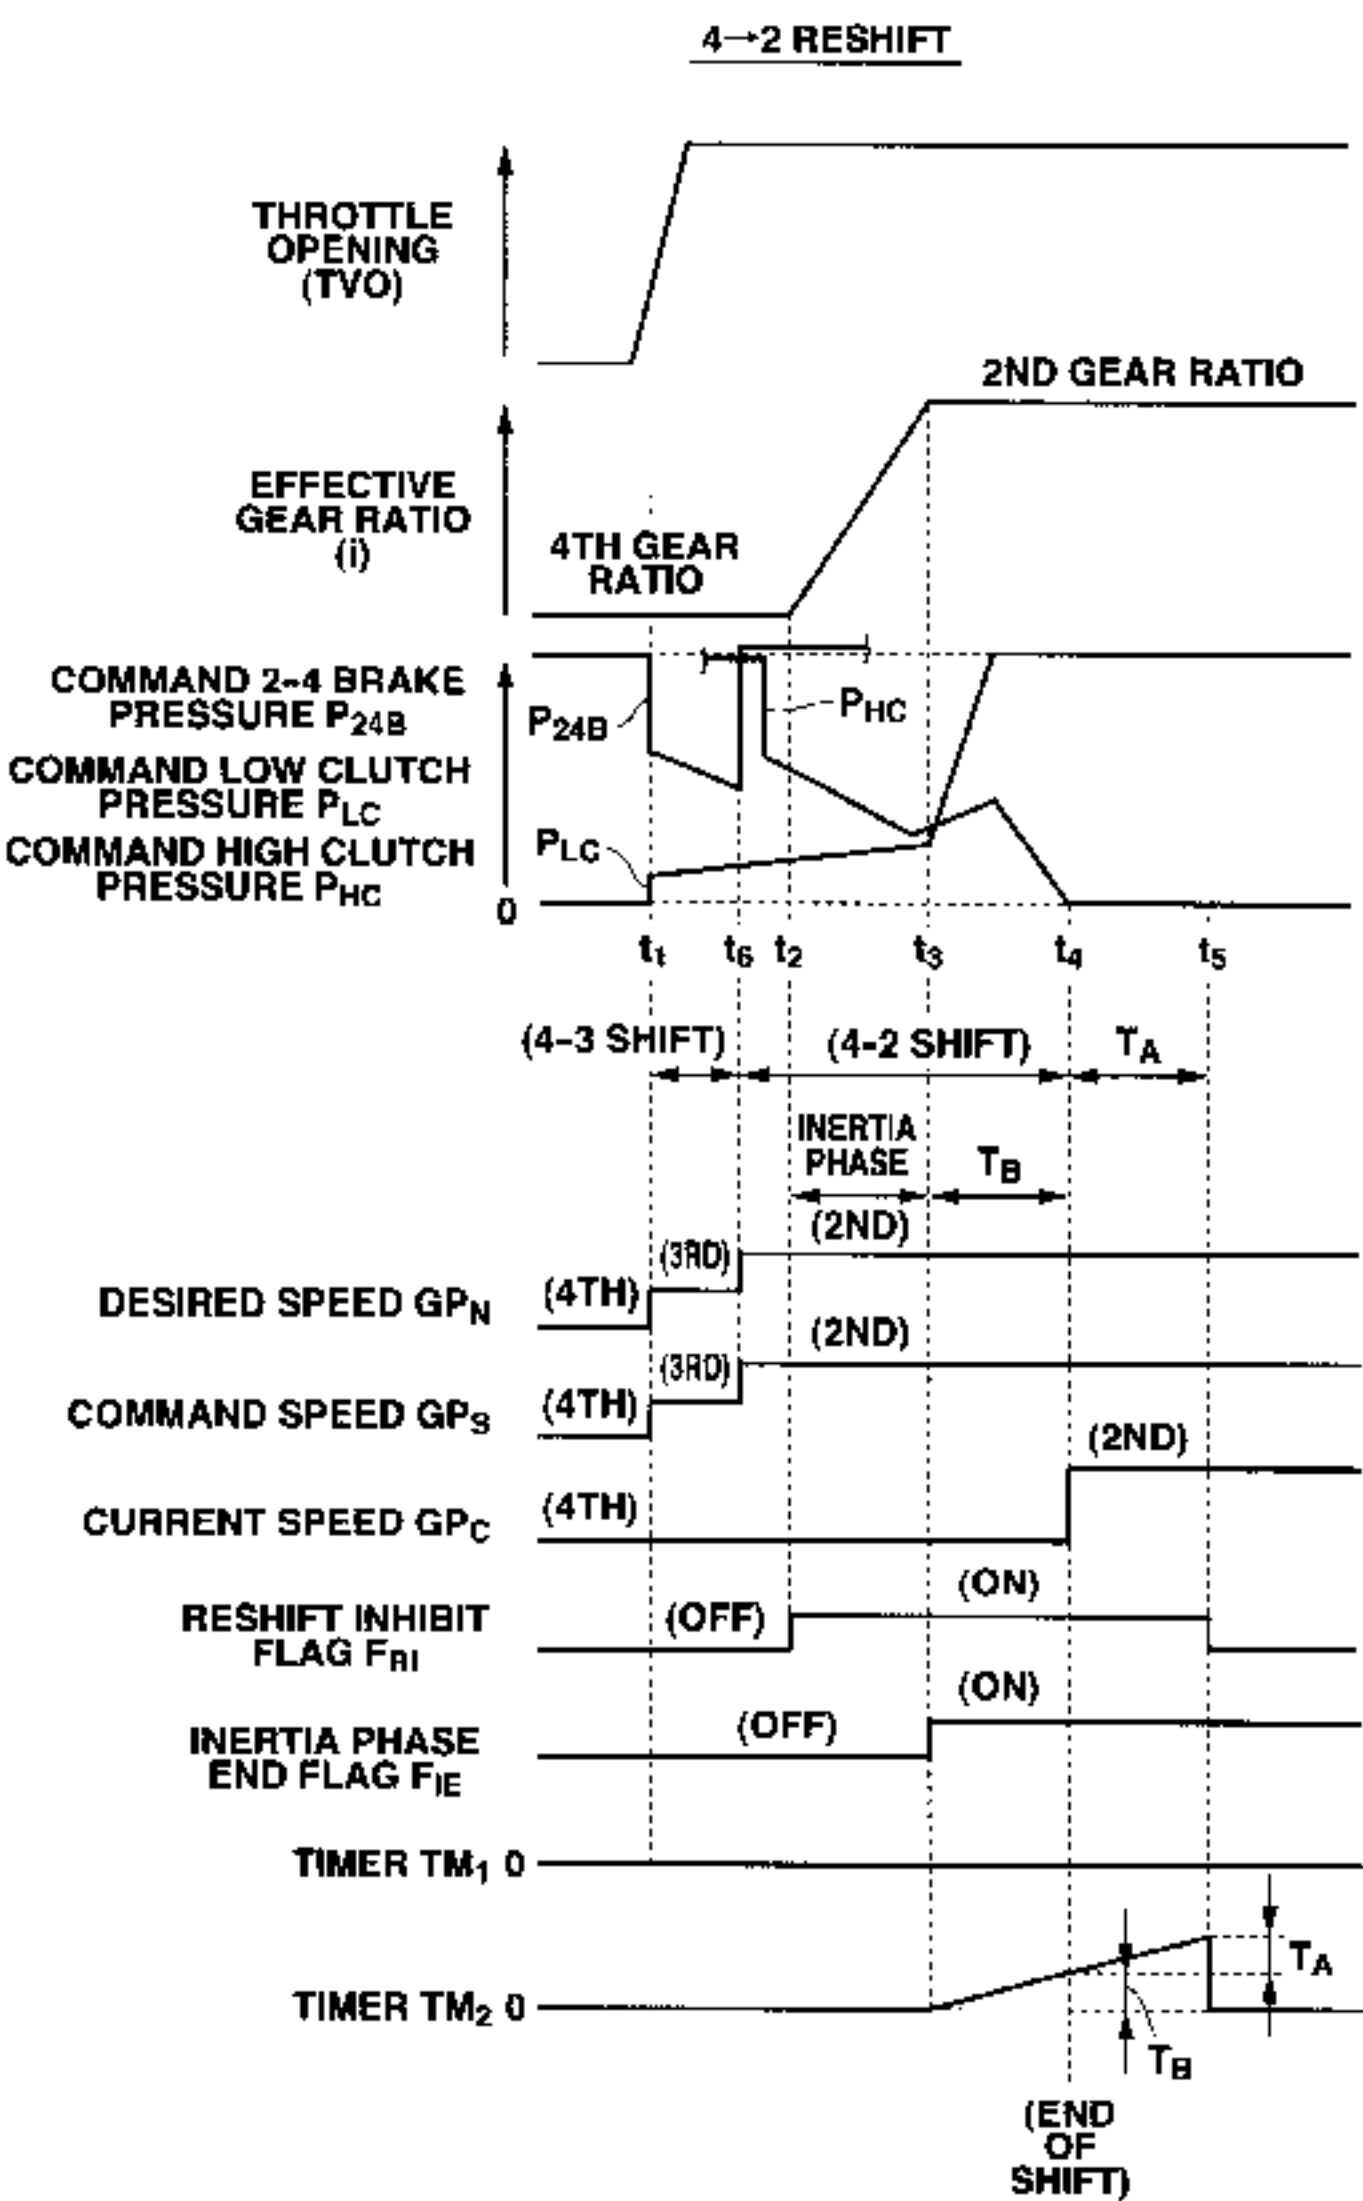 4→2 RESHIFT
THROTTLE
OPENING
(TVO)
2ND GEAR RATIO
EFFECTIVE
GEAR RATIO
(i)
4TH GEAR
RATIO
COMMAND 2-4 BRAKE
PRESSURE P24B
P24B
PHC
COMMAND LOW CLUTCH
PRESSURE PLC
PLC
COMMAND HIGH CLUTCH
PRESSURE PHC
0
t1 t6 t2 t3 t4 t5
(4-3 SHIFT) (4-2 SHIFT) TA
INERTIA
PHASE
TB
(2ND)
(3RD)
DESIRED SPEED GPN (4TH)
(2ND)
(3RD)
COMMAND SPEED GPS (4TH)
(2ND)
CURRENT SPEED GPC (4TH)
(ON)
RESHIFT INHIBIT
FLAG FRI
(OFF)
(ON)
INERTIA PHASE
END FLAG FIE
(OFF)
TIMER TM1 0
TA
TIMER TM2 0
TB
(END
OF
SHIFT)